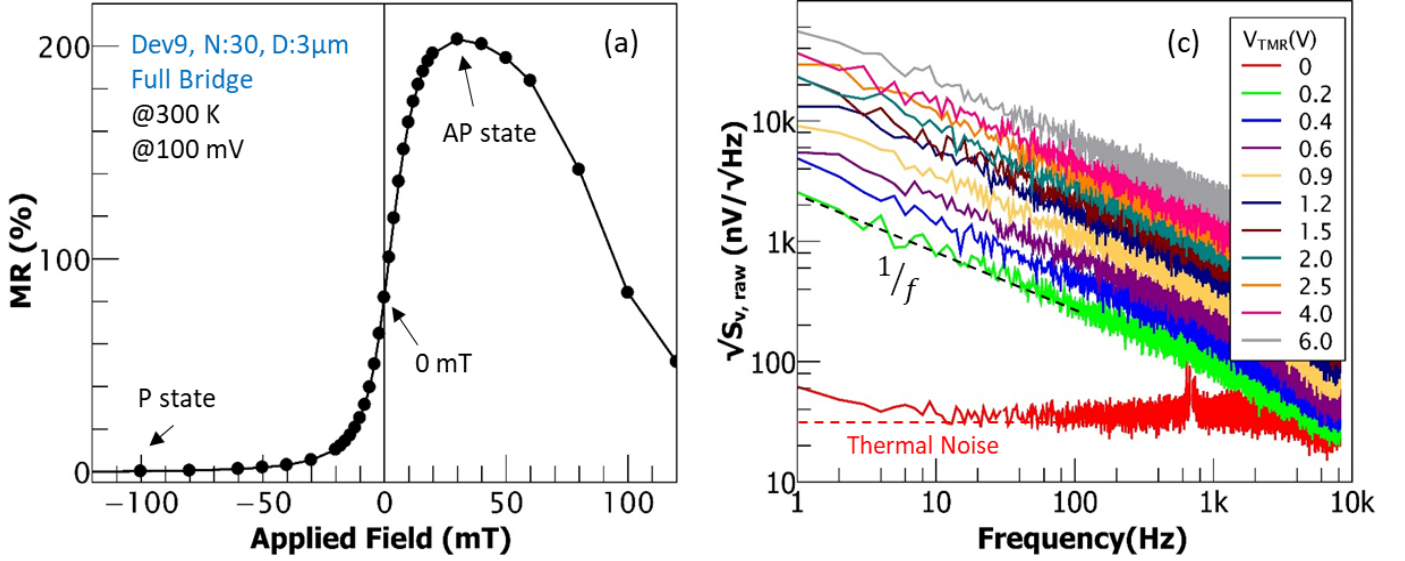 Dev9, N:30, D:3µm
Full Bridge
@300 K
@100 mV
(a)
AP state
0 mT
P state
MR (%)
200
100
0
−100
−50
0
50
100
Applied Field (mT)
(c)
√Sv, raw (nV/√Hz)
10k
1k
100
10
1/f
Thermal Noise
1
10
100
1k
10k
Frequency(Hz)
VTMR(V)
0
0.2
0.4
0.6
0.9
1.2
1.5
2.0
2.5
4.0
6.0